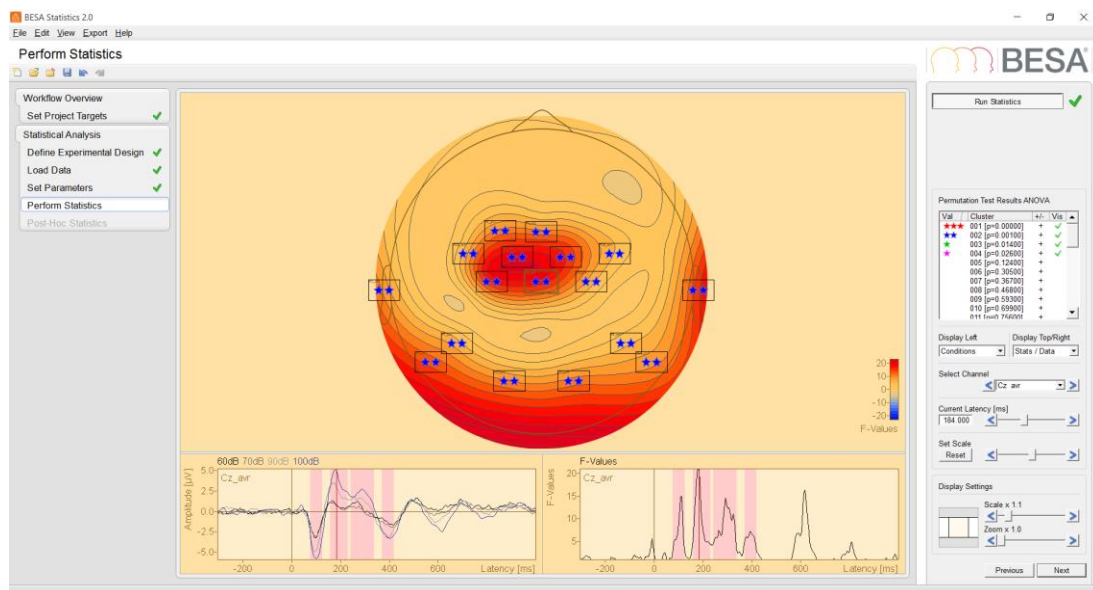 BESA Statistics 2.0
File Edit View Export Help
Perform Statistics
BESA
Workflow Overview
Set Project Targets
Statistical Analysis
Define Experimental Design
Load Data
Set Parameters
Perform Statistics
Post-Hoc Statistics
20
10
0
-10
-20
F-Values
60dB 70dB 90dB 100dB
Cz_avr
Amplitude [µV]
5.0
2.5
0.0
-2.5
-5.0
-200 0 200 400 600 Latency [ms]
F-Values
Cz_avr
F-Values
20
15
10
5
-200 0 200 400 600 Latency [ms]
Run Statistics
Permutation Test Results ANOVA
Val Cluster +/- Vis
001 [p=0.00000] +
002 [p=0.00100] +
003 [p=0.01400] +
004 [p=0.02600] +
005 [p=0.12400] +
006 [p=0.30500] +
007 [p=0.36700] +
008 [p=0.46800] +
009 [p=0.59300] +
010 [p=0.69900] +
011 [p=0.75600] +
Display Left Display Top/Right
Conditions Stats / Data
Select Channel
Cz_avr
Current Latency [ms]
184.000
Set Scale
Reset
Display Settings
Scale x 1.1
Zoom x 1.0
Previous Next